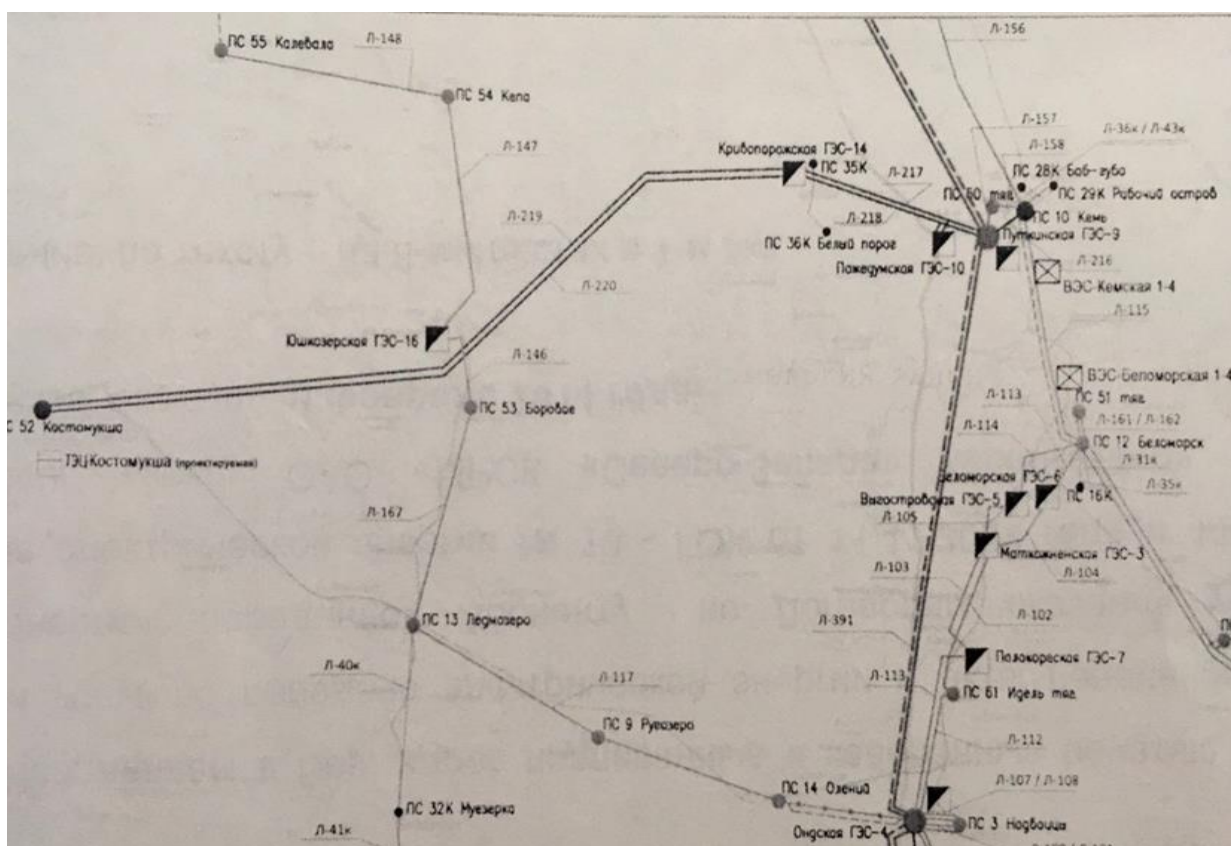 Л-156
Л-148
ПС 55 Калевала
ПС 54 Кепа
Л-157
Л-36к / Л-43к
Л-158
Кривопорожская ГЭС-14
Л-147
ПС 35К
Л-217
ПС 28К Боб-губа
ПС 60 тяг.
ПС 29К Рабочий остров
Л-219
Л-218
ПС 10 Кемь
ПС 36К Белый порог
Путкинская ГЭС-9
Подужемская ГЭС-10
Л-216
Л-220
ВЭС-Кемская 1-4
Л-115
Юшкозерская ГЭС-16
Л-146
ВЭС-Беломорская 1-4
ПС 51 тяг.
Л-113
ПС 53 Боровое
Л-161 / Л-162
С 52 Костомукша
Л-114
ПС 12 Беломорск
ТЭЦ Костомукша (проектируемая)
Л-31к
Беломорская ГЭС-6
Л-35к
Выгостровская ГЭС-5
ПС 16К
Л-167
Л-105
Маткожненская ГЭС-3
Л-103
Л-104
Л-102
ПС 13 Ледмозеро
Л-391
Палокоргская ГЭС-7
Л-40к
Л-117
Л-113
ПС 61 Идель тяг.
ПС 9 Ругозеро
Л-112
Л-107 / Л-108
ПС 14 Олений
ПС 32К Муезерка
ПС 3 Надвоицы
Л-41к
Ондская ГЭС-4